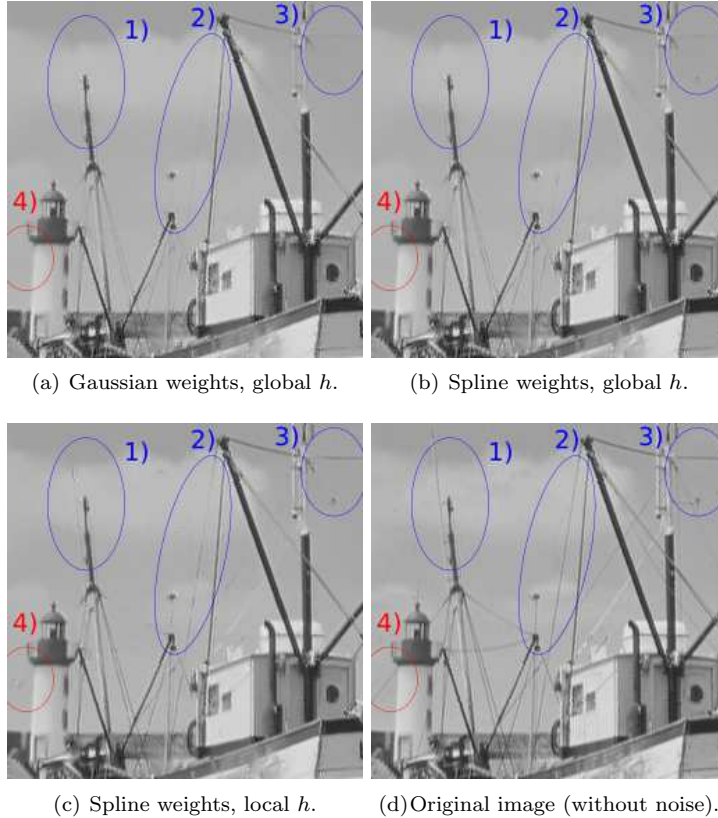 1) 2) 3)
4)
1) 2) 3)
4)
(a) Gaussian weights, global h.
(b) Spline weights, global h.
1) 2) 3)
4)
1) 2) 3)
4)
(c) Spline weights, local h.
(d)Original image (without noise).